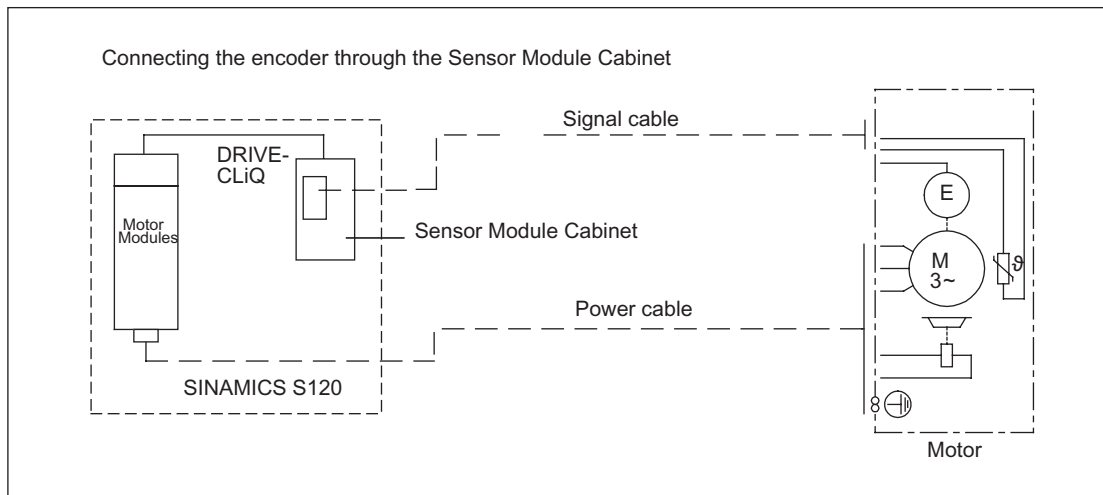 Connecting the encoder through the Sensor Module Cabinet
Signal cable
DRIVE-
CLiQ
E
Motor
Modules
Sensor Module Cabinet
M
3~
ϑ
Power cable
SINAMICS S120
Motor